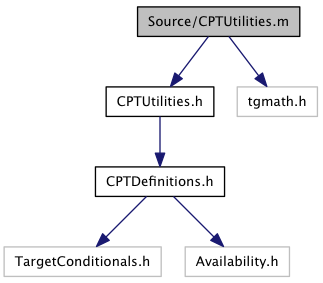 Source/CPTUtilities.m
CPTUtilities.h
tgmath.h
CPTDefinitions.h
TargetConditionals.h
Availability.h